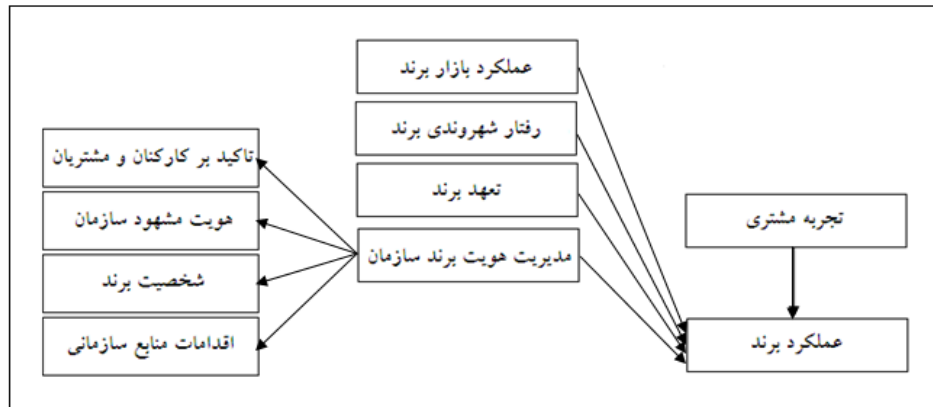 عملکرد بازار برند
رفتار شهروندی برند
تعهد برند
مدیریت هویت برند سازمان
تجربه مشتری
عملکرد برند
تاکید بر کارکنان و مشتریان
هویت مشهود سازمان
شخصیت برند
اقدامات منابع سازمانی